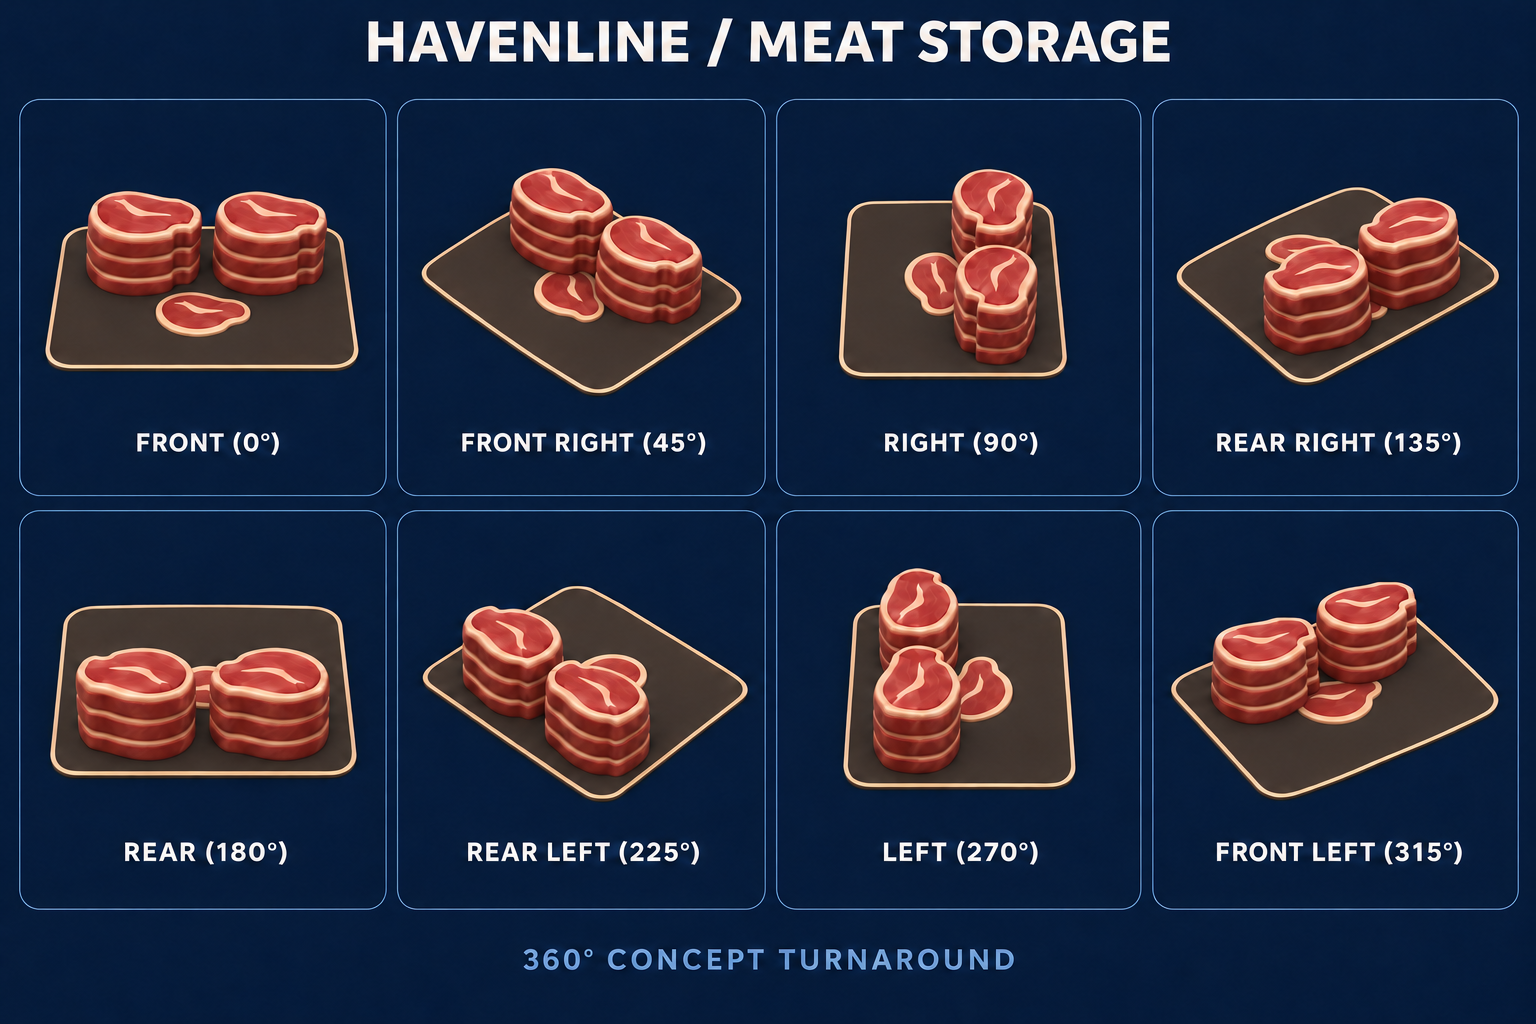 HAVENLINE / MEAT STORAGE
FRONT (0°)
FRONT RIGHT (45°)
RIGHT (90°)
REAR RIGHT (135°)
REAR (180°)
REAR LEFT (225°)
LEFT (270°)
FRONT LEFT (315°)
360° CONCEPT TURNAROUND